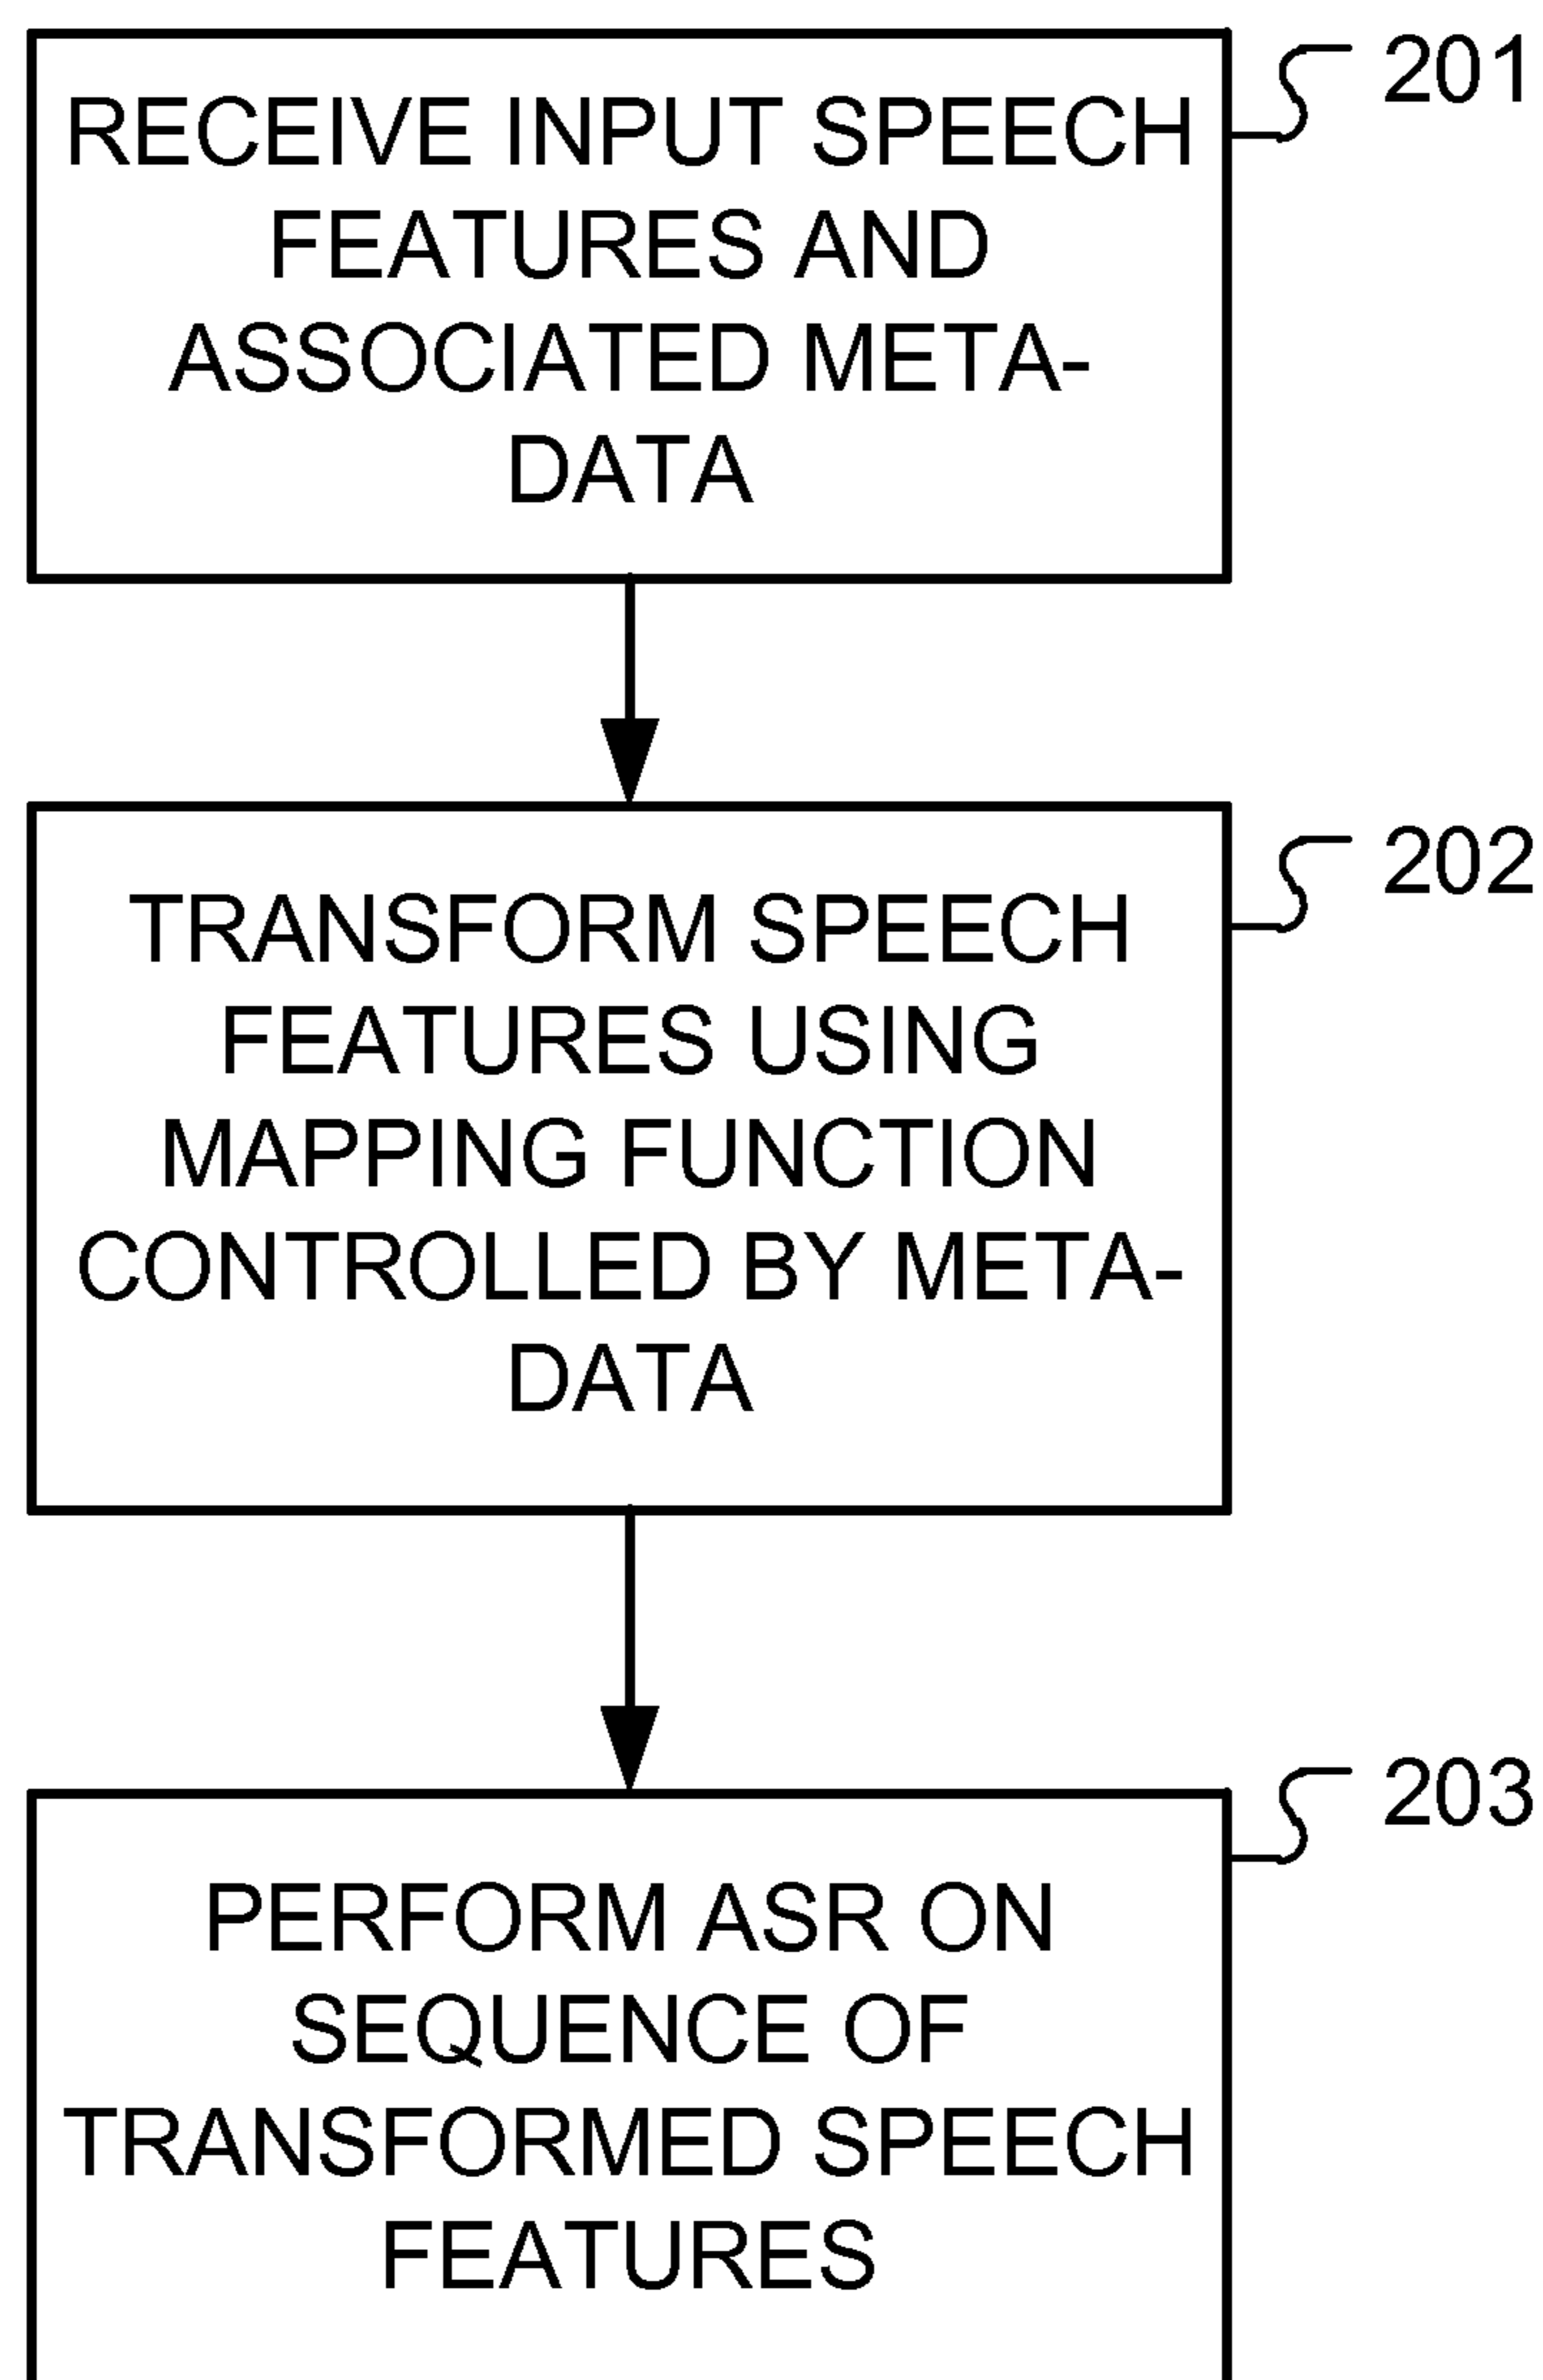 RECEIVE INPUT SPEECH
FEATURES AND
ASSOCIATED META-
DATA
201
TRANSFORM SPEECH
FEATURES USING
MAPPING FUNCTION
CONTROLLED BY META-
DATA
202
PERFORM ASR ON
SEQUENCE OF
TRANSFORMED SPEECH
FEATURES
203